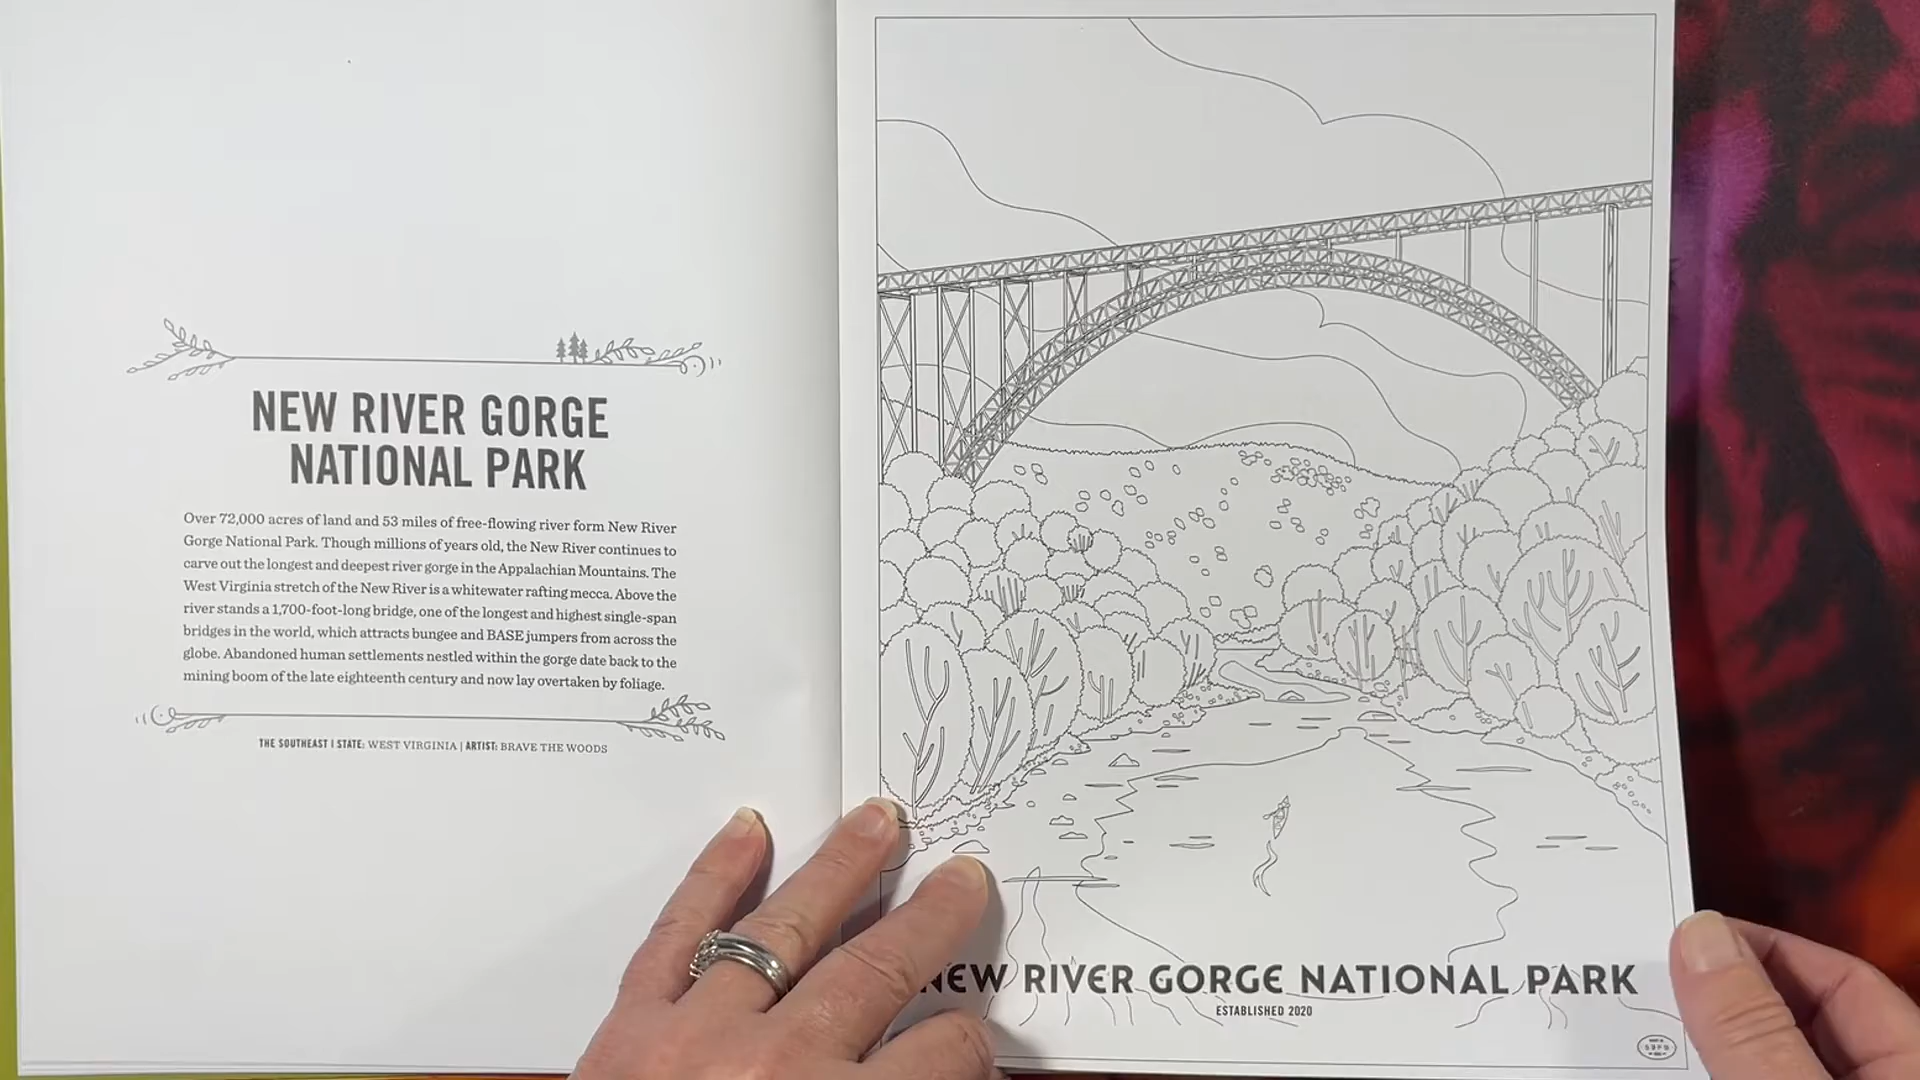 NEW RIVER GORGE
NATIONAL PARK
Over 72,000 acres of land and 53 miles of free-flowing river form New River
Gorge National Park. Though millions of years old, the New River continues to
carve out the longest and deepest river gorge in the Appalachian Mountains. The
West Virginia stretch of the New River is a whitewater rafting mecca. Above the
river stands a 1,700-foot-long bridge, one of the longest and highest single-span
bridges in the world, which attracts bungee and BASE jumpers from across the
globe. Abandoned human settlements nestled within the gorge date back to the
mining boom of the late eighteenth century and now lay overtaken by foliage.
THE SOUTHEAST | STATE: WEST VIRGINIA | ARTIST: BRAVE THE WOODS
NEW RIVER GORGE NATIONAL PARK
ESTABLISHED 2020